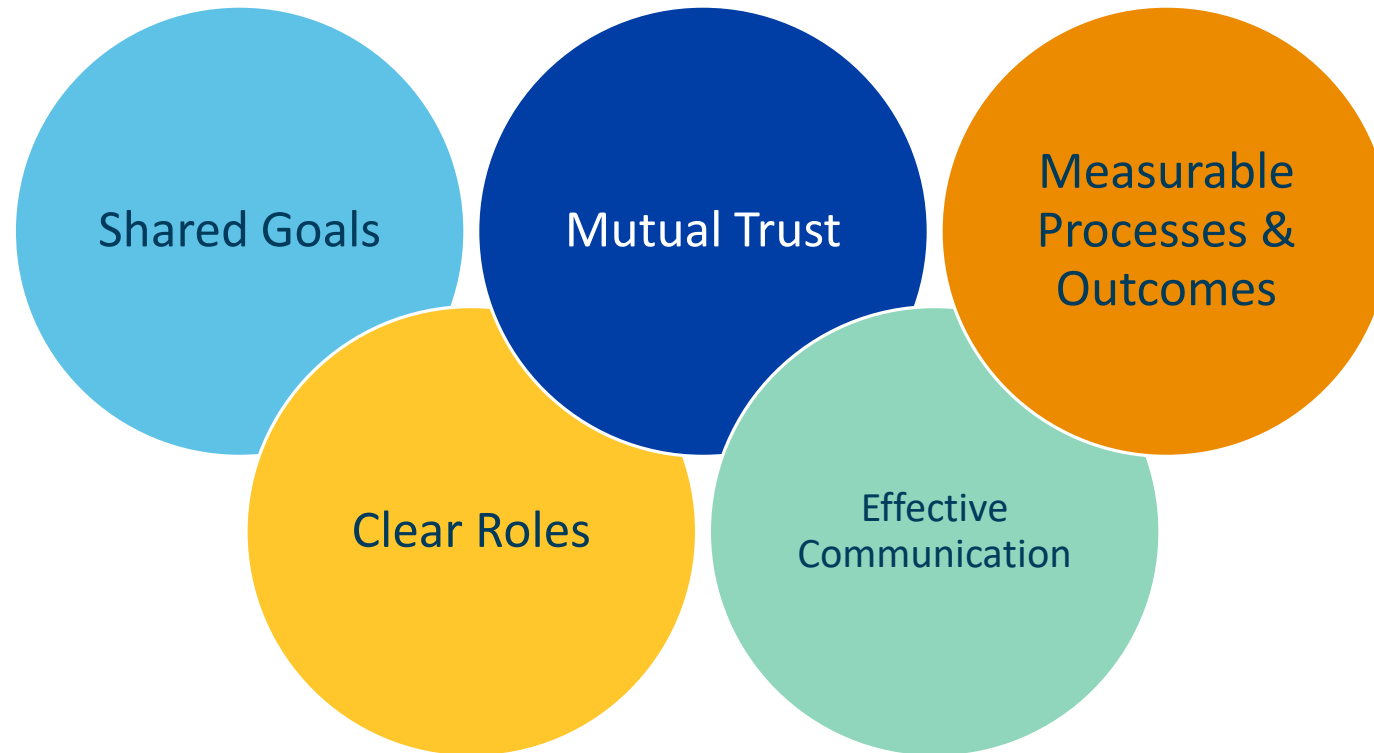 Shared Goals
Mutual Trust
Measurable
Processes &
Outcomes
Clear Roles
Effective
Communication